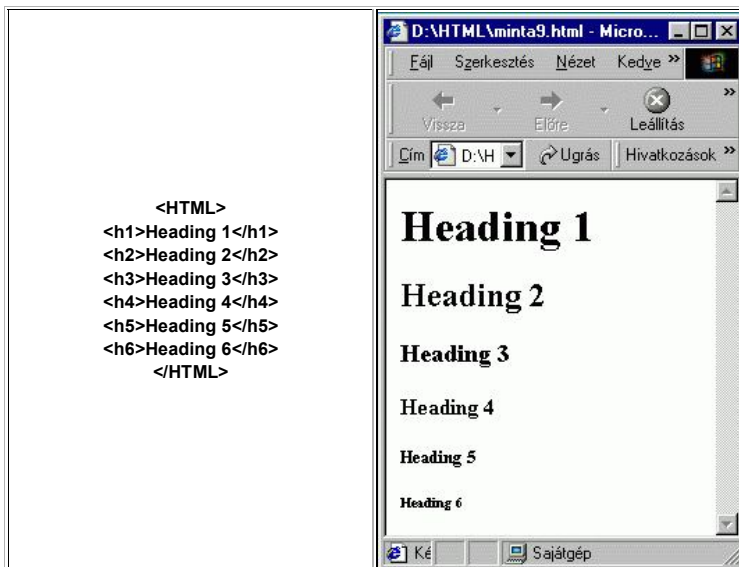 <HTML>
<h1>Heading 1</h1>
<h2>Heading 2</h2>
<h3>Heading 3</h3>
<h4>Heading 4</h4>
<h5>Heading 5</h5>
<h6>Heading 6</h6>
</HTML>
D:\HTML\minta9.html - Micro...
Fájl Szerkesztés Nézet Kedve »
Vissza Előre Leállítás »
Cím D:\H Ugrás Hivatkozások »
Heading 1
Heading 2
Heading 3
Heading 4
Heading 5
Heading 6
Ké Sajátgép